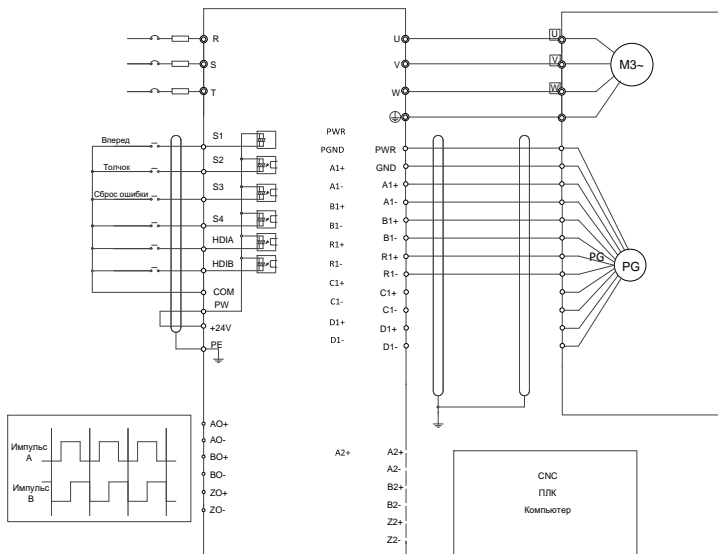 R
S
T
U
V
W
U
V
W
M3~
Вперед
Толчок
Сброс ошибки
S1
S2
S3
S4
HDIA
HDIB
COM
PW
+24V
PE
PWR
PGND
A1+
A1-
B1+
B1-
R1+
R1-
C1+
C1-
D1+
D1-
PWR
GND
A1+
A1-
B1+
B1-
R1+
R1-
C1+
C1-
D1+
D1-
PG
PG
Импульс
A
Импульс
B
AO+
AO-
BO+
BO-
ZO+
ZO-
A2+
A2+
A2-
B2+
B2-
Z2+
Z2-
CNC
ПЛК
Компьютер